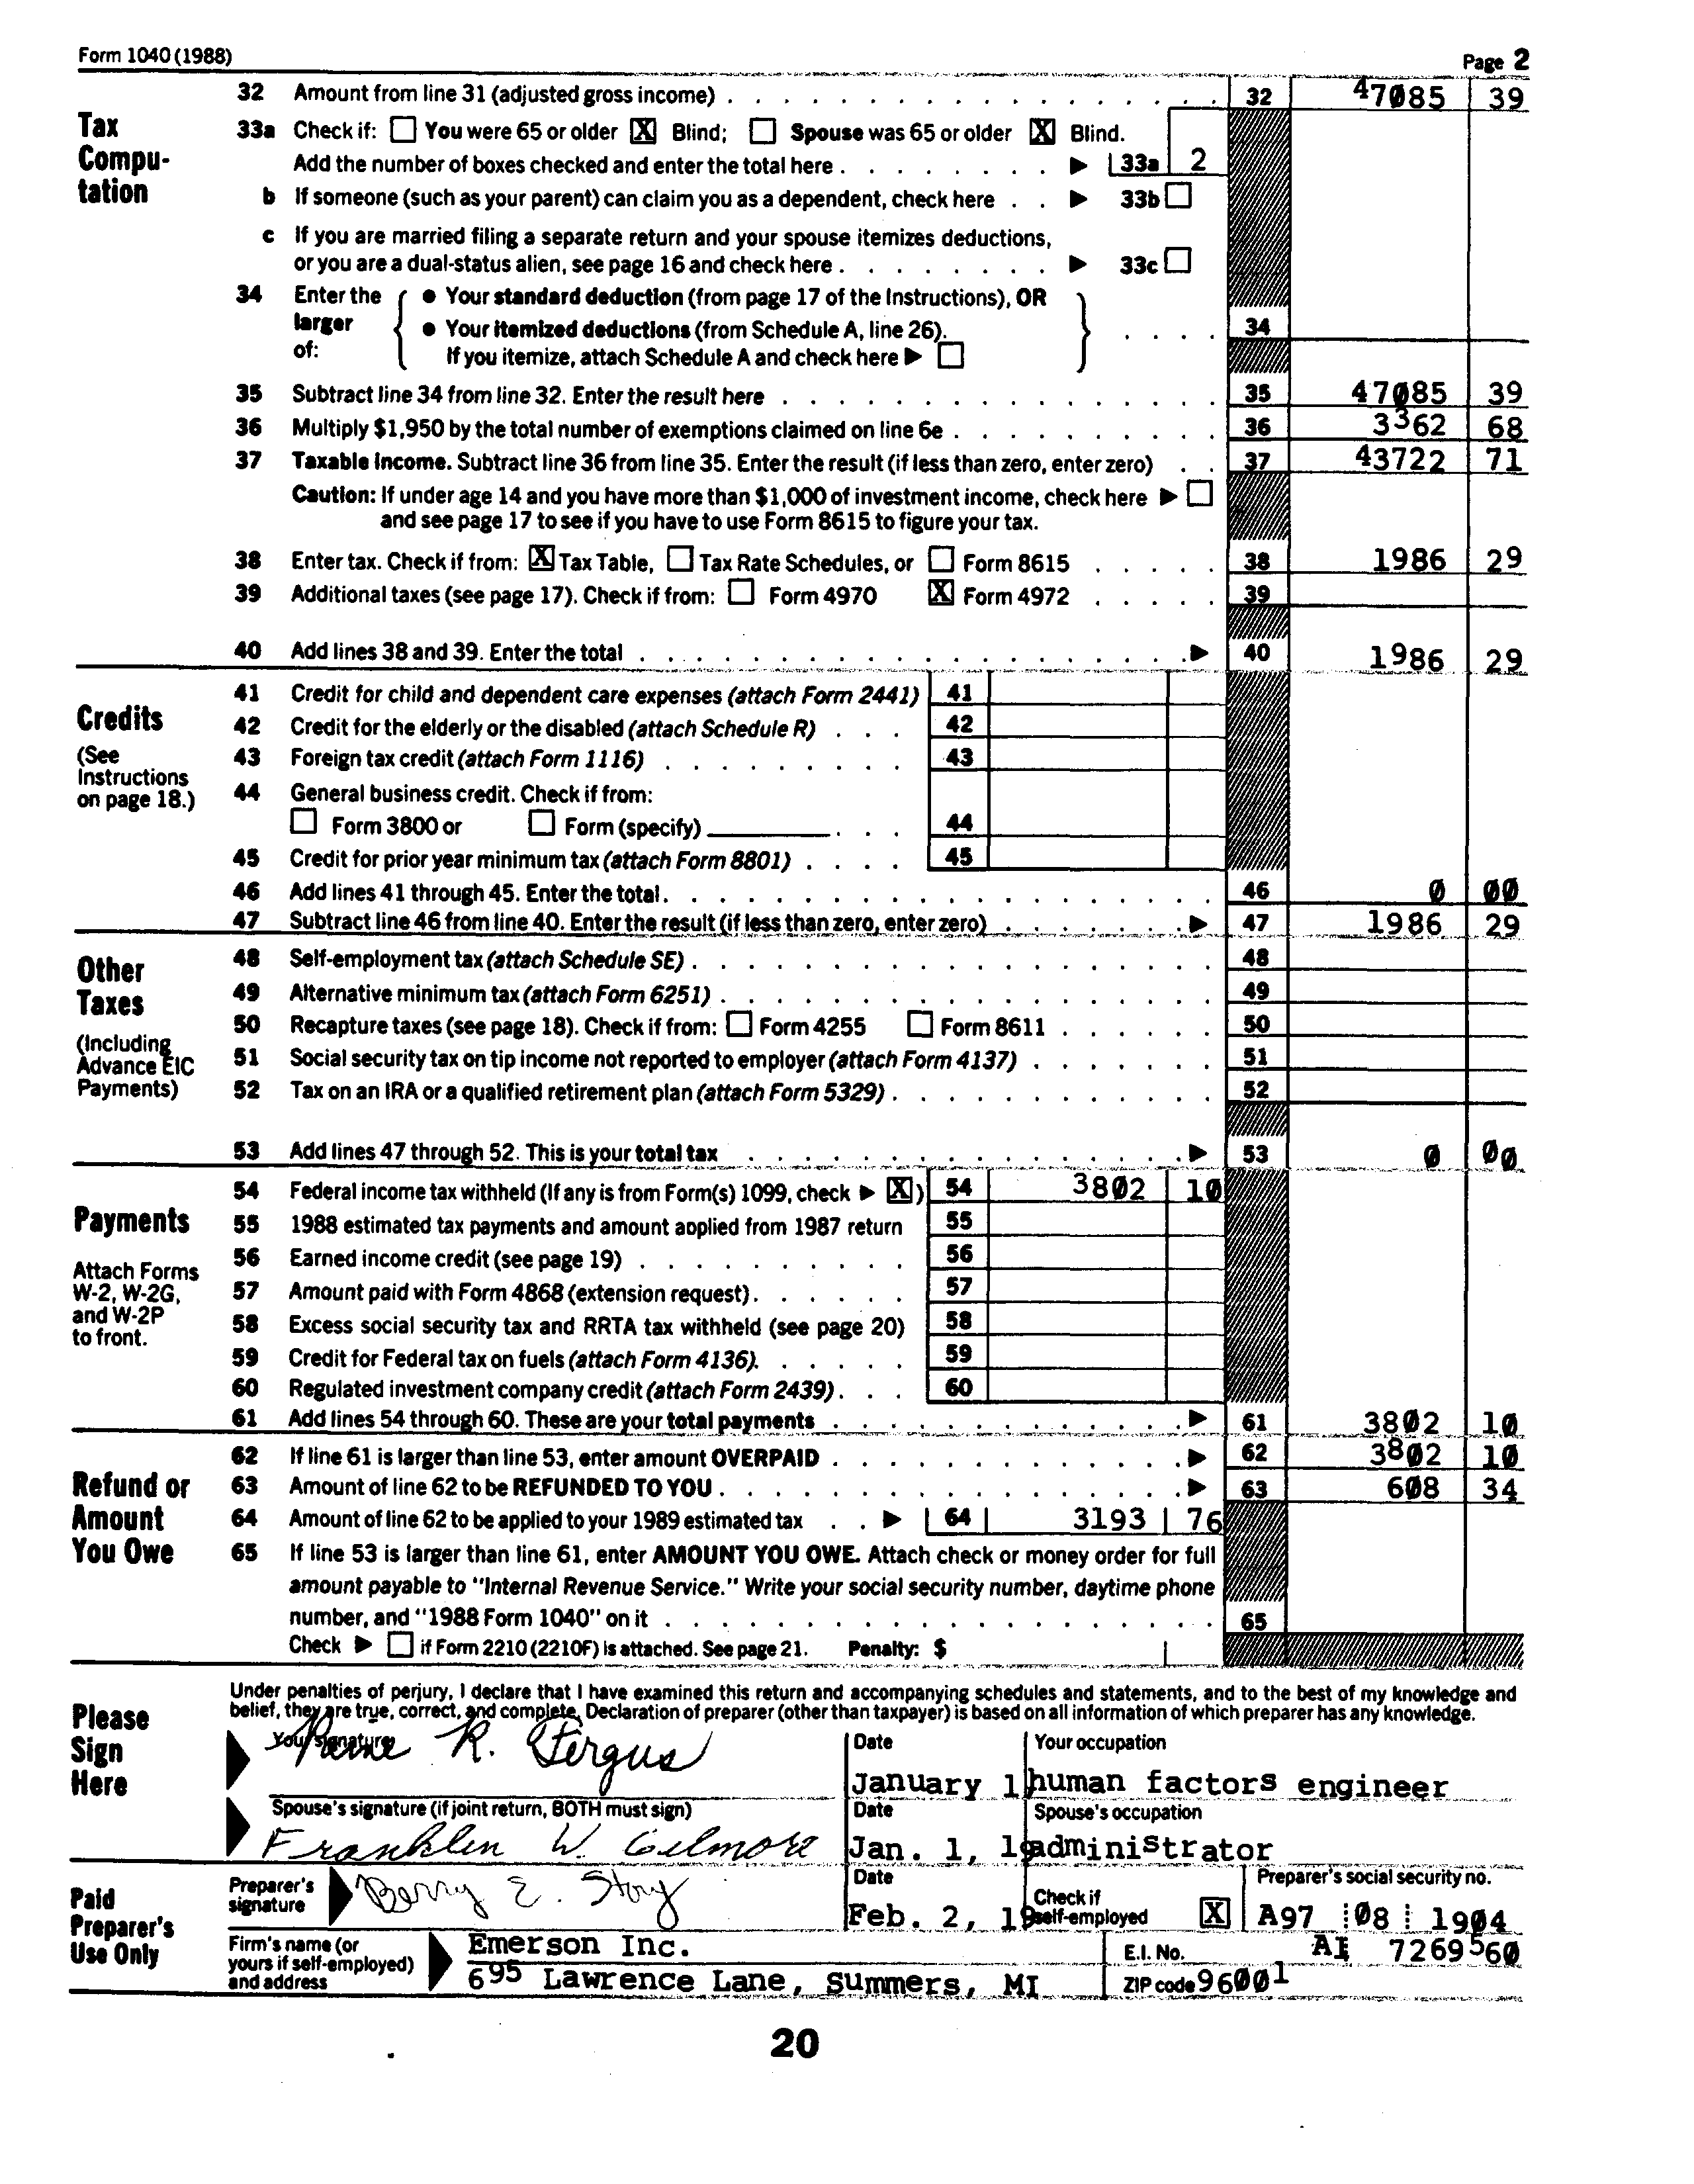 Form 1040 (1988) Page 2
Tax Compu- tation
32 Amount from line 31 (adjusted gross income) 32 47085 39
33a Check if: You were 65 or older X Blind; Spouse was 65 or older X Blind.
Add the number of boxes checked and enter the total here 33a 2
b If someone (such as your parent) can claim you as a dependent, check here 33b
c If you are married filing a separate return and your spouse itemizes deductions,
or you are a dual-status alien, see page 16 and check here 33c
34 Enter the larger of: • Your standard deduction (from page 17 of the Instructions), OR
• Your itemized deductions (from Schedule A, line 26). 34
If you itemize, attach Schedule A and check here
35 Subtract line 34 from line 32. Enter the result here 35 47085 39
36 Multiply $1,950 by the total number of exemptions claimed on line 6e 36 3362 68
37 Taxable income. Subtract line 36 from line 35. Enter the result (if less than zero, enter zero) 37 43722 71
Caution: If under age 14 and you have more than $1,000 of investment income, check here
and see page 17 to see if you have to use Form 8615 to figure your tax.
38 Enter tax. Check if from: X Tax Table, Tax Rate Schedules, or Form 8615 38 1986 29
39 Additional taxes (see page 17). Check if from: Form 4970 X Form 4972 39
40 Add lines 38 and 39. Enter the total 40 1986 29
Credits
(See Instructions on page 18.)
41 Credit for child and dependent care expenses (attach Form 2441) 41
42 Credit for the elderly or the disabled (attach Schedule R) 42
43 Foreign tax credit (attach Form 1116) 43
44 General business credit. Check if from:
Form 3800 or Form (specify) 44
45 Credit for prior year minimum tax (attach Form 8801) 45
46 Add lines 41 through 45. Enter the total 46 0 00
47 Subtract line 46 from line 40. Enter the result (if less than zero, enter zero) 47 1986 29
Other Taxes
(Including Advance EIC Payments)
48 Self-employment tax (attach Schedule SE) 48
49 Alternative minimum tax (attach Form 6251) 49
50 Recapture taxes (see page 18). Check if from: Form 4255 Form 8611 50
51 Social security tax on tip income not reported to employer (attach Form 4137) 51
52 Tax on an IRA or a qualified retirement plan (attach Form 5329) 52
53 Add lines 47 through 52. This is your total tax 53 0 00
Payments
Attach Forms W-2, W-2G, and W-2P to front.
54 Federal income tax withheld (If any is from Form(s) 1099, check X) 54 3802 10
55 1988 estimated tax payments and amount applied from 1987 return 55
56 Earned income credit (see page 19) 56
57 Amount paid with Form 4868 (extension request) 57
58 Excess social security tax and RRTA tax withheld (see page 20) 58
59 Credit for Federal tax on fuels (attach Form 4136) 59
60 Regulated investment company credit (attach Form 2439) 60
61 Add lines 54 through 60. These are your total payments 61 3802 10
Refund or Amount You Owe
62 If line 61 is larger than line 53, enter amount OVERPAID 62 3802 10
63 Amount of line 62 to be REFUNDED TO YOU 63 608 34
64 Amount of line 62 to be applied to your 1989 estimated tax 64 3193 76
65 If line 53 is larger than line 61, enter AMOUNT YOU OWE. Attach check or money order for full
amount payable to "Internal Revenue Service." Write your social security number, daytime phone
number, and "1988 Form 1040" on it 65
Check if Form 2210 (2210F) is attached. See page 21. Penalty: $
Please Sign Here
Under penalties of perjury, I declare that I have examined this return and accompanying schedules and statements, and to the best of my knowledge and
belief, they are true, correct, and complete. Declaration of preparer (other than taxpayer) is based on all information of which preparer has any knowledge.
Your signature R. Fergus Date January 1 Your occupation human factors engineer
Spouse's signature (if joint return, BOTH must sign) Franklin W. Gilmore Date Jan. 1, 19 Spouse's occupation administrator
Paid Preparer's Use Only
Preparer's signature Berry E. Story Date Feb. 2, 19 Check if self-employed X Preparer's social security no. A97 08 1904
Firm's name (or yours if self-employed) and address Emerson Inc. E.I. No. AI 7269560
695 Lawrence Lane, Summers, MI ZIP code 96001
20